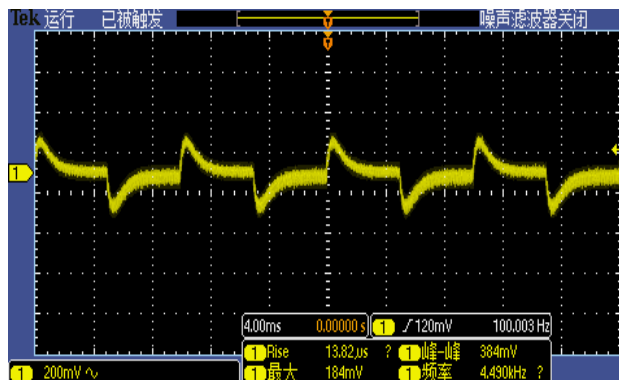 Tek 运行 已被触发 噪声滤波器关闭
1
4.00ms 0.00000 s 1 120mV 100.003 Hz
1 Rise 13.82µs ? 1 峰-峰 384mV
1 200mV 1 最大 184mV 1 频率 4.490kHz ?